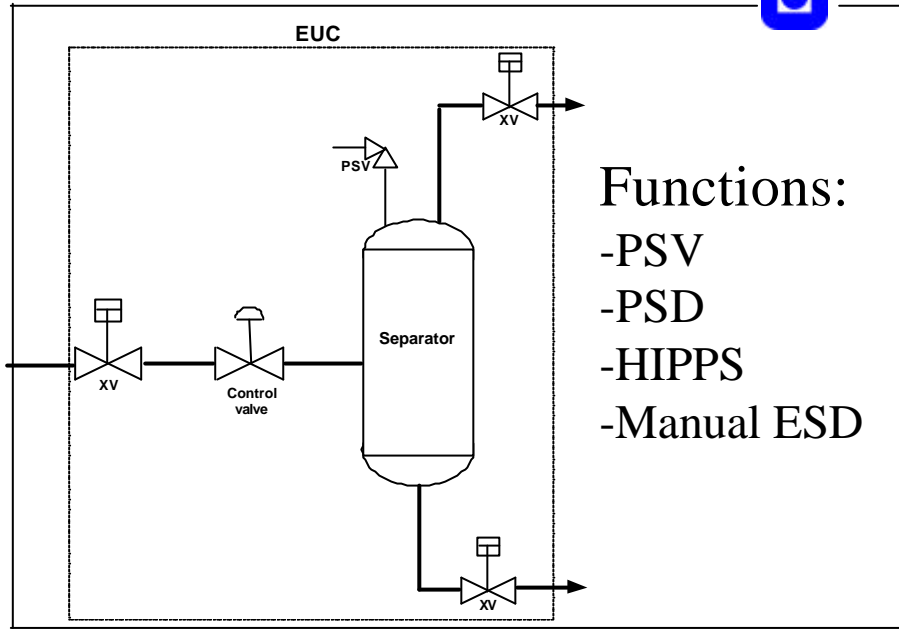 EUC
XV
PSV
Functions:
-PSV
-PSD
-HIPPS
-Manual ESD
Separator
XV
Control
valve
XV